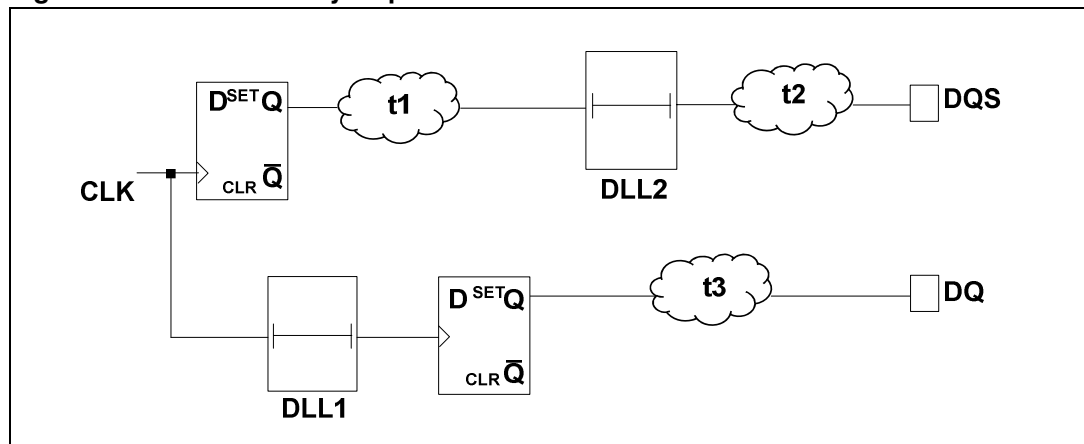 D SET Q
t1
t2
DQS
CLR Q̅
CLK
DLL2
D SET Q
t3
DQ
CLR Q̅
DLL1